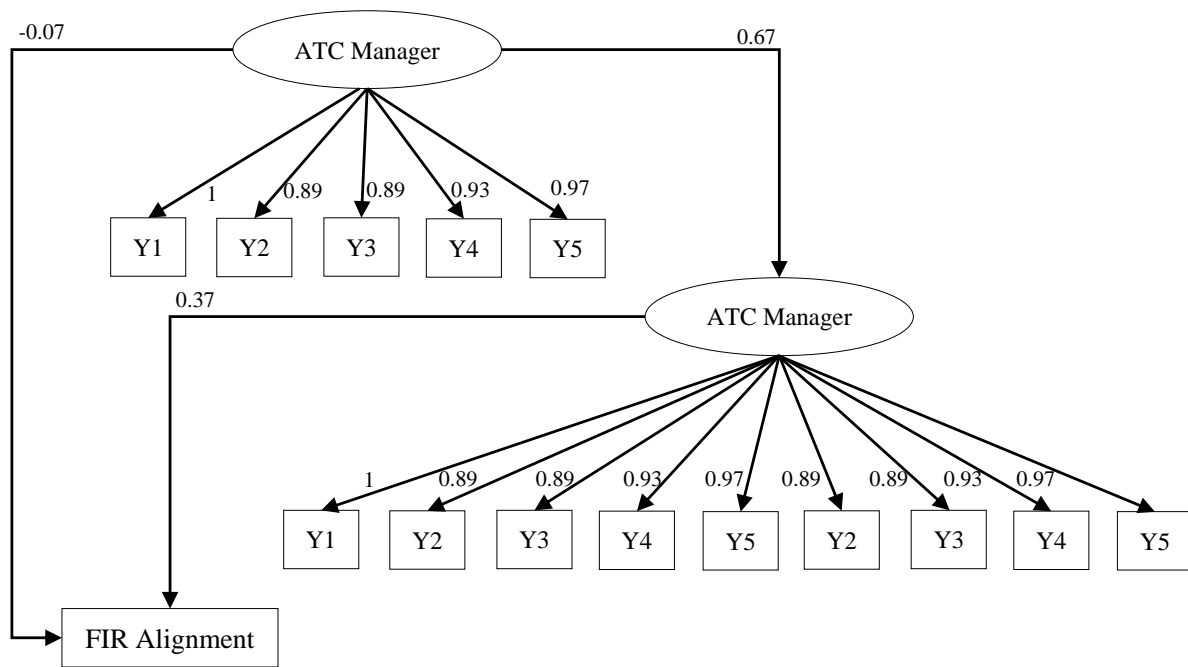 -0.07
ATC Manager
0.67
1
0.89
0.89
0.93
0.97
Y1 Y2 Y3 Y4 Y5
0.37
ATC Manager
1 0.89 0.89 0.93 0.97 0.89 0.89 0.93 0.97
Y1 Y2 Y3 Y4 Y5 Y2 Y3 Y4 Y5
FIR Alignment